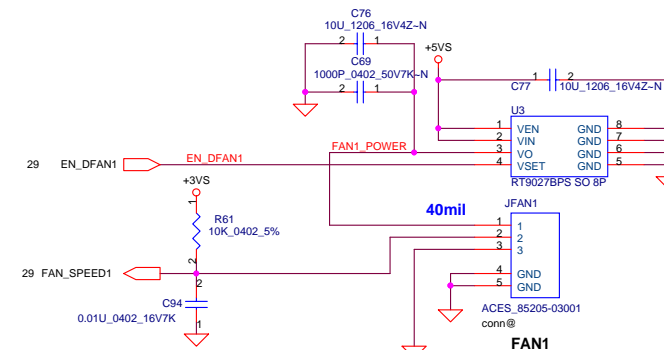 C76
10U_1206_16V4Z~N
2 1
C69
1000P_0402_50V7K~N
2 1
+5VS
C77 1 2 10U_1206_16V4Z~N
U3
1 VEN GND 8
2 VIN GND 7
3 VO GND 6
4 VSET GND 5
RT9027BPS SO 8P
FAN1_POWER
29 EN_DFAN1 EN_DFAN1
+3VS
1
R61
10K_0402_5%
2
40mil
JFAN1
1 1
2 2
3 3
4 GND
5 GND
ACES_85205-03001
conn@
FAN1
29 FAN_SPEED1
2
C94
0.01U_0402_16V7K
1